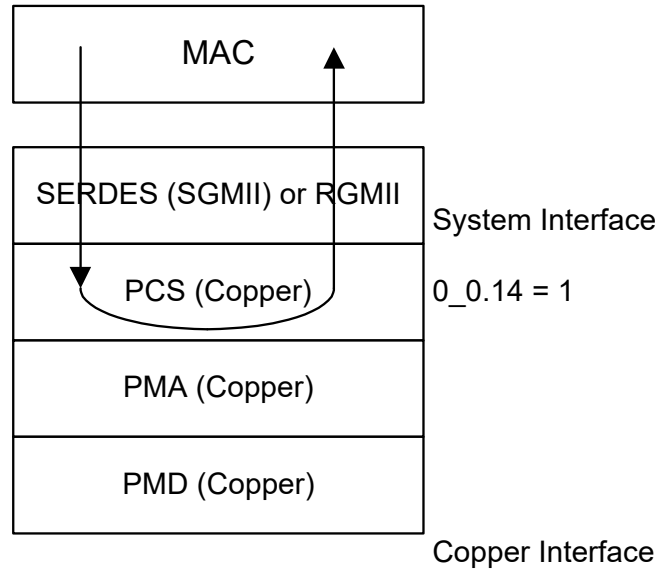 MAC
SERDES (SGMII) or RGMII
System Interface
PCS (Copper)
0_0.14 = 1
PMA (Copper)
PMD (Copper)
Copper Interface